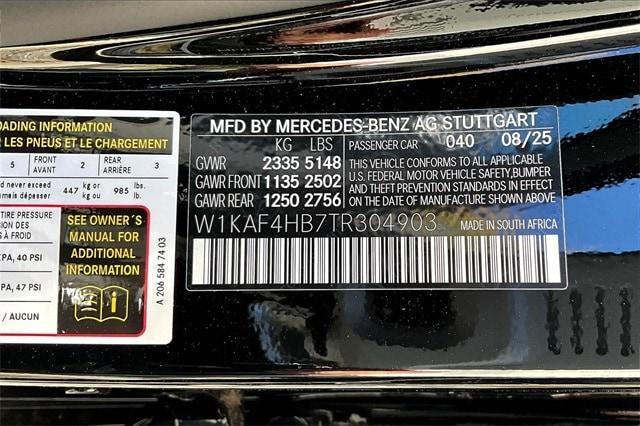 OADING INFORMATION
R LES PNEUS ET LE CHARGEMENT
5 FRONT AVANT 2 REAR ARRIÈRE 3
never exceed
mais dépasser 447 kg or kg ou 985 lbs. lb.
TIRE PRESSURE
DES
À FROID
PA, 40 PSI
PA, 47 PSI
/ AUCUN
SEE OWNER´S
MANUAL FOR
ADDITIONAL
INFORMATION
A 206 584 74 03
MFD BY MERCEDES-BENZ AG STUTTGART
KG LBS PASSENGER CAR 040 08/25
GVWR 2335 5148
GAWR FRONT 1135 2502
GAWR REAR 1250 2756
THIS VEHICLE CONFORMS TO ALL APPLICABLE
U.S. FEDERAL MOTOR VEHICLE SAFETY,BUMPER
AND THEFT PREVENTION STANDARDS IN EFFECT
ON THE DATE OF MANUFACTURE SHOWN ABOVE.
W1KAF4HB7TR304903 MADE IN SOUTH AFRICA